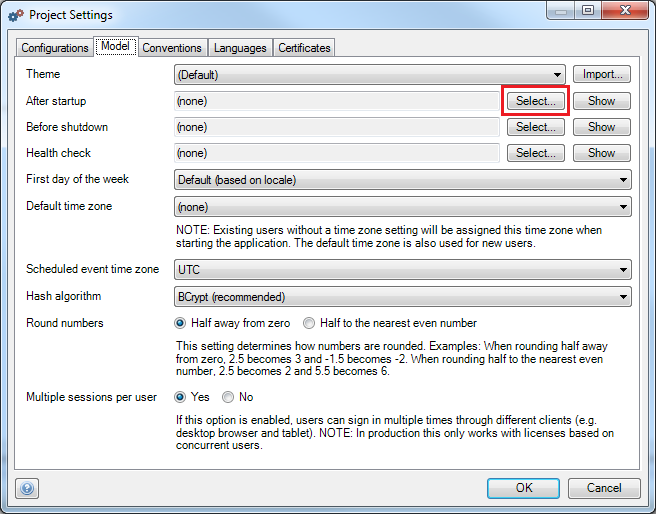 Project Settings
Configurations Model Conventions Languages Certificates
Theme (Default) Import...
After startup (none) Select... Show
Before shutdown (none) Select... Show
Health check (none) Select... Show
First day of the week Default (based on locale)
Default time zone (none)
NOTE: Existing users without a time zone setting will be assigned this time zone when
starting the application. The default time zone is also used for new users.
Scheduled event time zone UTC
Hash algorithm BCrypt (recommended)
Round numbers Half away from zero Half to the nearest even number
This setting determines how numbers are rounded. Examples: When rounding half away
from zero, 2.5 becomes 3 and -1.5 becomes -2. When rounding half to the nearest even
number, 2.5 becomes 2 and 5.5 becomes 6.
Multiple sessions per user Yes No
If this option is enabled, users can sign in multiple times through different clients (e.g.
desktop browser and tablet). NOTE: In production this only works with licenses based on
concurrent users.
? OK Cancel